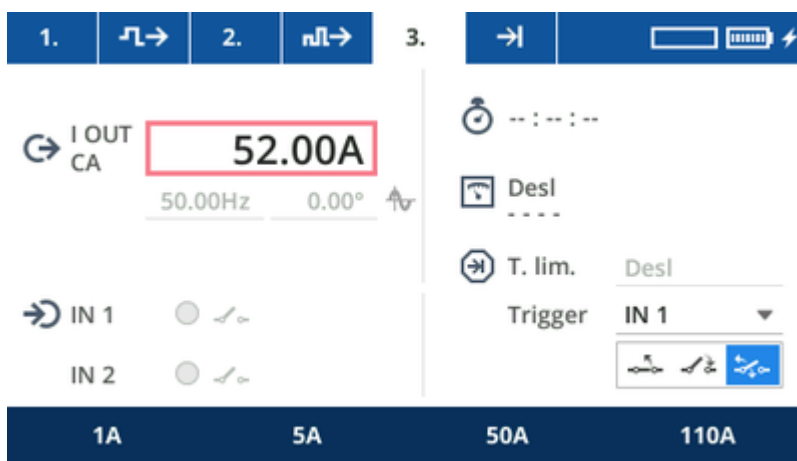 1. 2. 3.
I OUT
CA
52.00A
50.00Hz 0.00°
-- : -- : --
Desl
- - - -
T. lim. Desl
IN 1
Trigger IN 1
IN 2
1A 5A 50A 110A